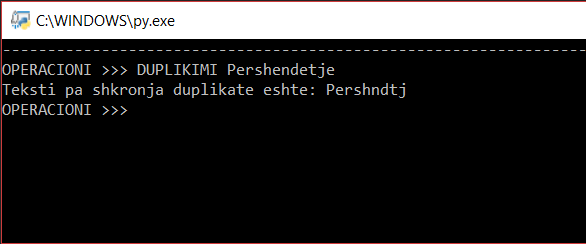 C:\WINDOWS\py.exe
--------------------------------------------------------------------------
OPERACIONI >>> DUPLIKIMI Pershendetje
Teksti pa shkronja duplikate eshte: Pershndtj
OPERACIONI >>>